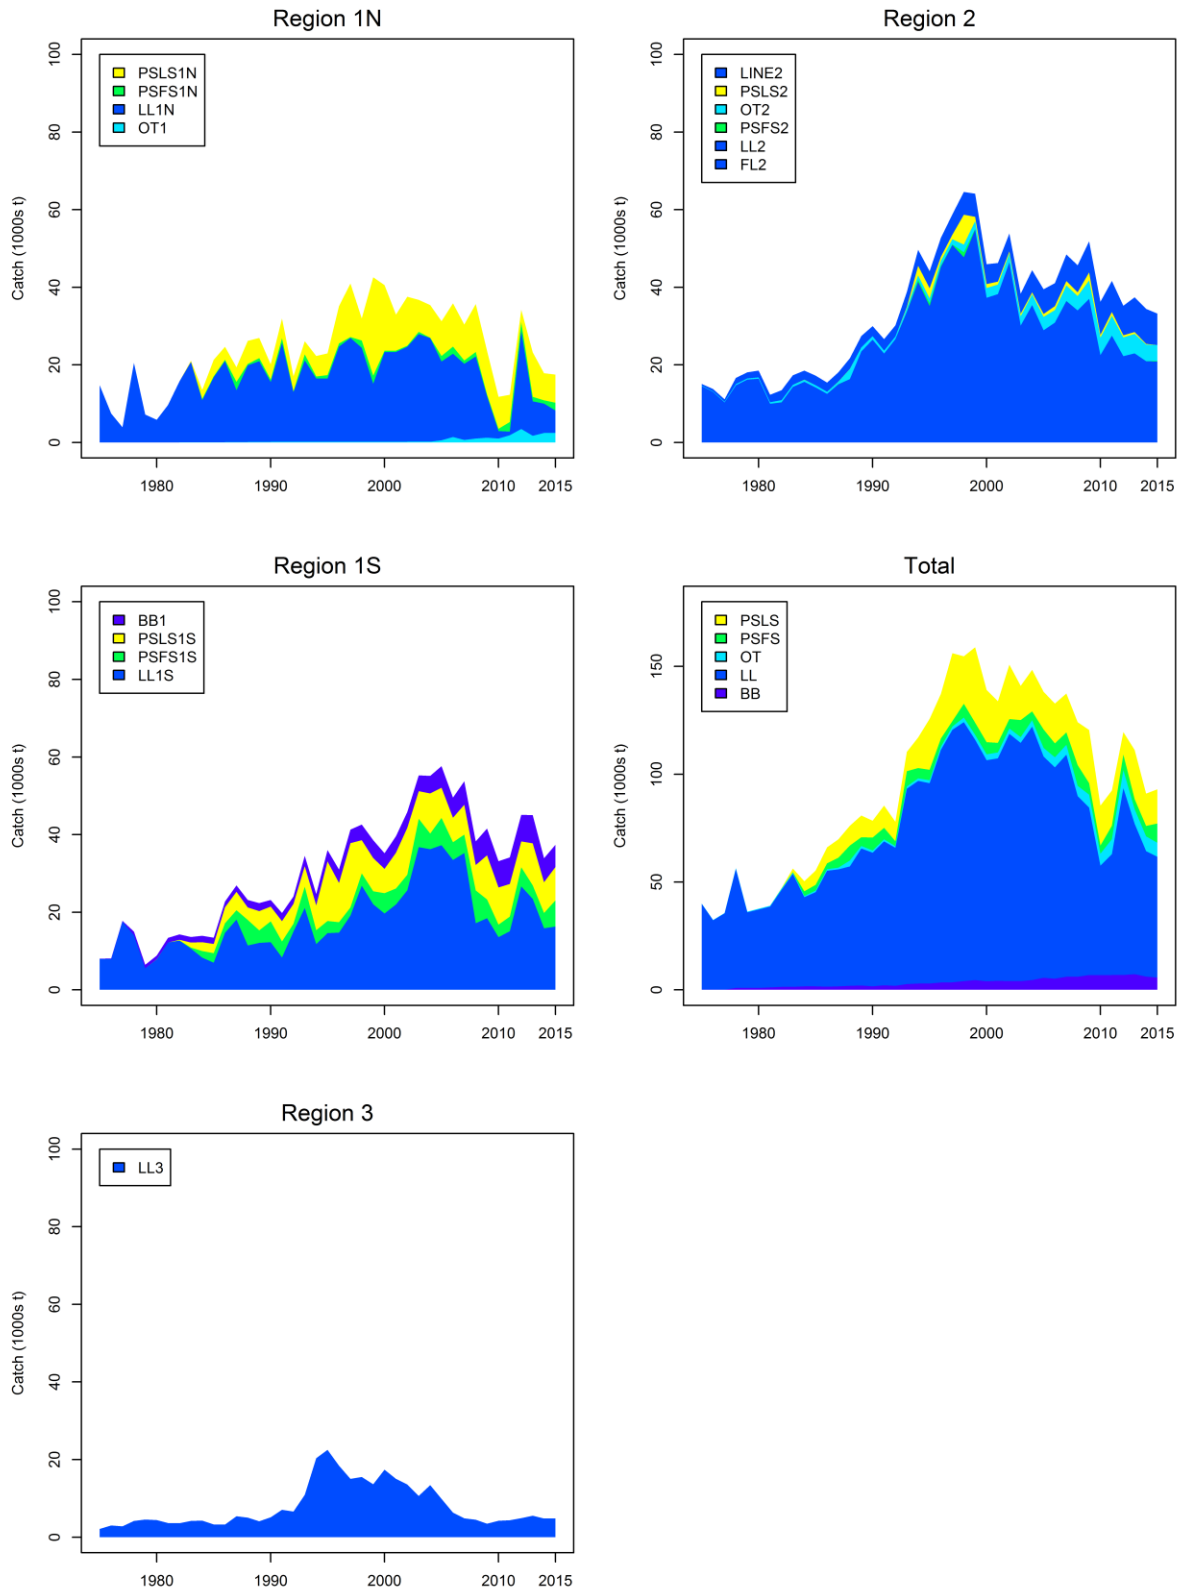 Region 1N
Catch (1000s t)
100
80
60
40
20
0
PSLS1N
PSFS1N
LL1N
OT1
1980
1990
2000
2010
2015
Region 2
Catch (1000s t)
100
80
60
40
20
0
LINE2
PSLS2
OT2
PSFS2
LL2
FL2
1980
1990
2000
2010
2015
Region 1S
Catch (1000s t)
100
80
60
40
20
0
BB1
PSLS1S
PSFS1S
LL1S
1980
1990
2000
2010
2015
Total
Catch (1000s t)
150
100
50
0
PSLS
PSFS
OT
LL
BB
1980
1990
2000
2010
2015
Region 3
Catch (1000s t)
100
80
60
40
20
0
LL3
1980
1990
2000
2010
2015